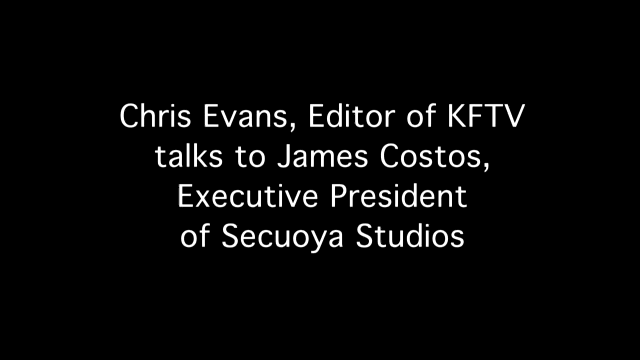 Chris Evans, Editor of KFTV
talks to James Costos,
Executive President
of Secuoya Studios